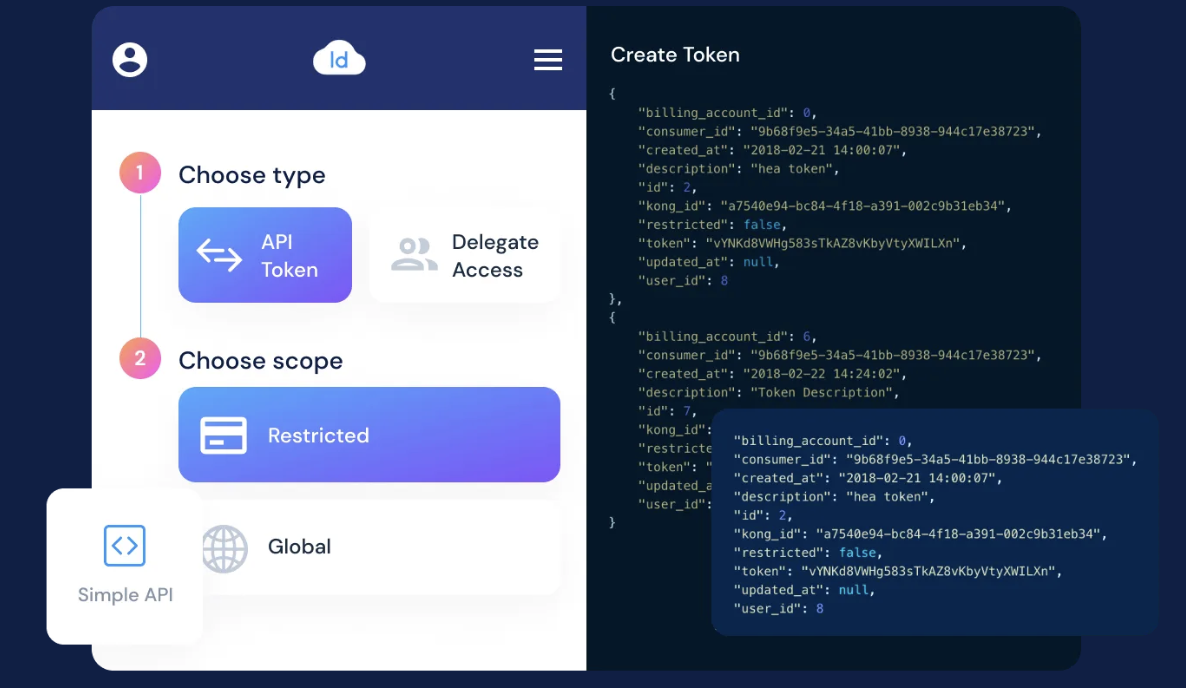 Id
1
Choose type
API
Token
Delegate
Access
2
Choose scope
Restricted
Global
Simple API
Create Token
{
"billing_account_id": 0,
"consumer_id": "9b68f9e5-34a5-41bb-8938-944c17e38723",
"created_at": "2018-02-21 14:00:07",
"description": "hea token",
"id": 2,
"kong_id": "a7540e94-bc84-4f18-a391-002c9b31eb34",
"restricted": false,
"token": "vYNKd8VWHg583sTkAZ8vKbyVtyXWILXn",
"updated_at": null,
"user_id": 8
},
{
"billing_account_id": 6,
"consumer_id": "9b68f9e5-34a5-41bb-8938-944c17e38723",
"created_at": "2018-02-22 14:24:02",
"description": "Token Description",
"id": 7,
"kong_id":
"restricte
"token": "
"updated_a
"user_id":
}
"billing_account_id": 0,
"consumer_id": "9b68f9e5-34a5-41bb-8938-944c17e38723",
"created_at": "2018-02-21 14:00:07",
"description": "hea token",
"id": 2,
"kong_id": "a7540e94-bc84-4f18-a391-002c9b31eb34",
"restricted": false,
"token": "vYNKd8VWHg583sTkAZ8vKbyVtyXWILXn",
"updated_at": null,
"user_id": 8